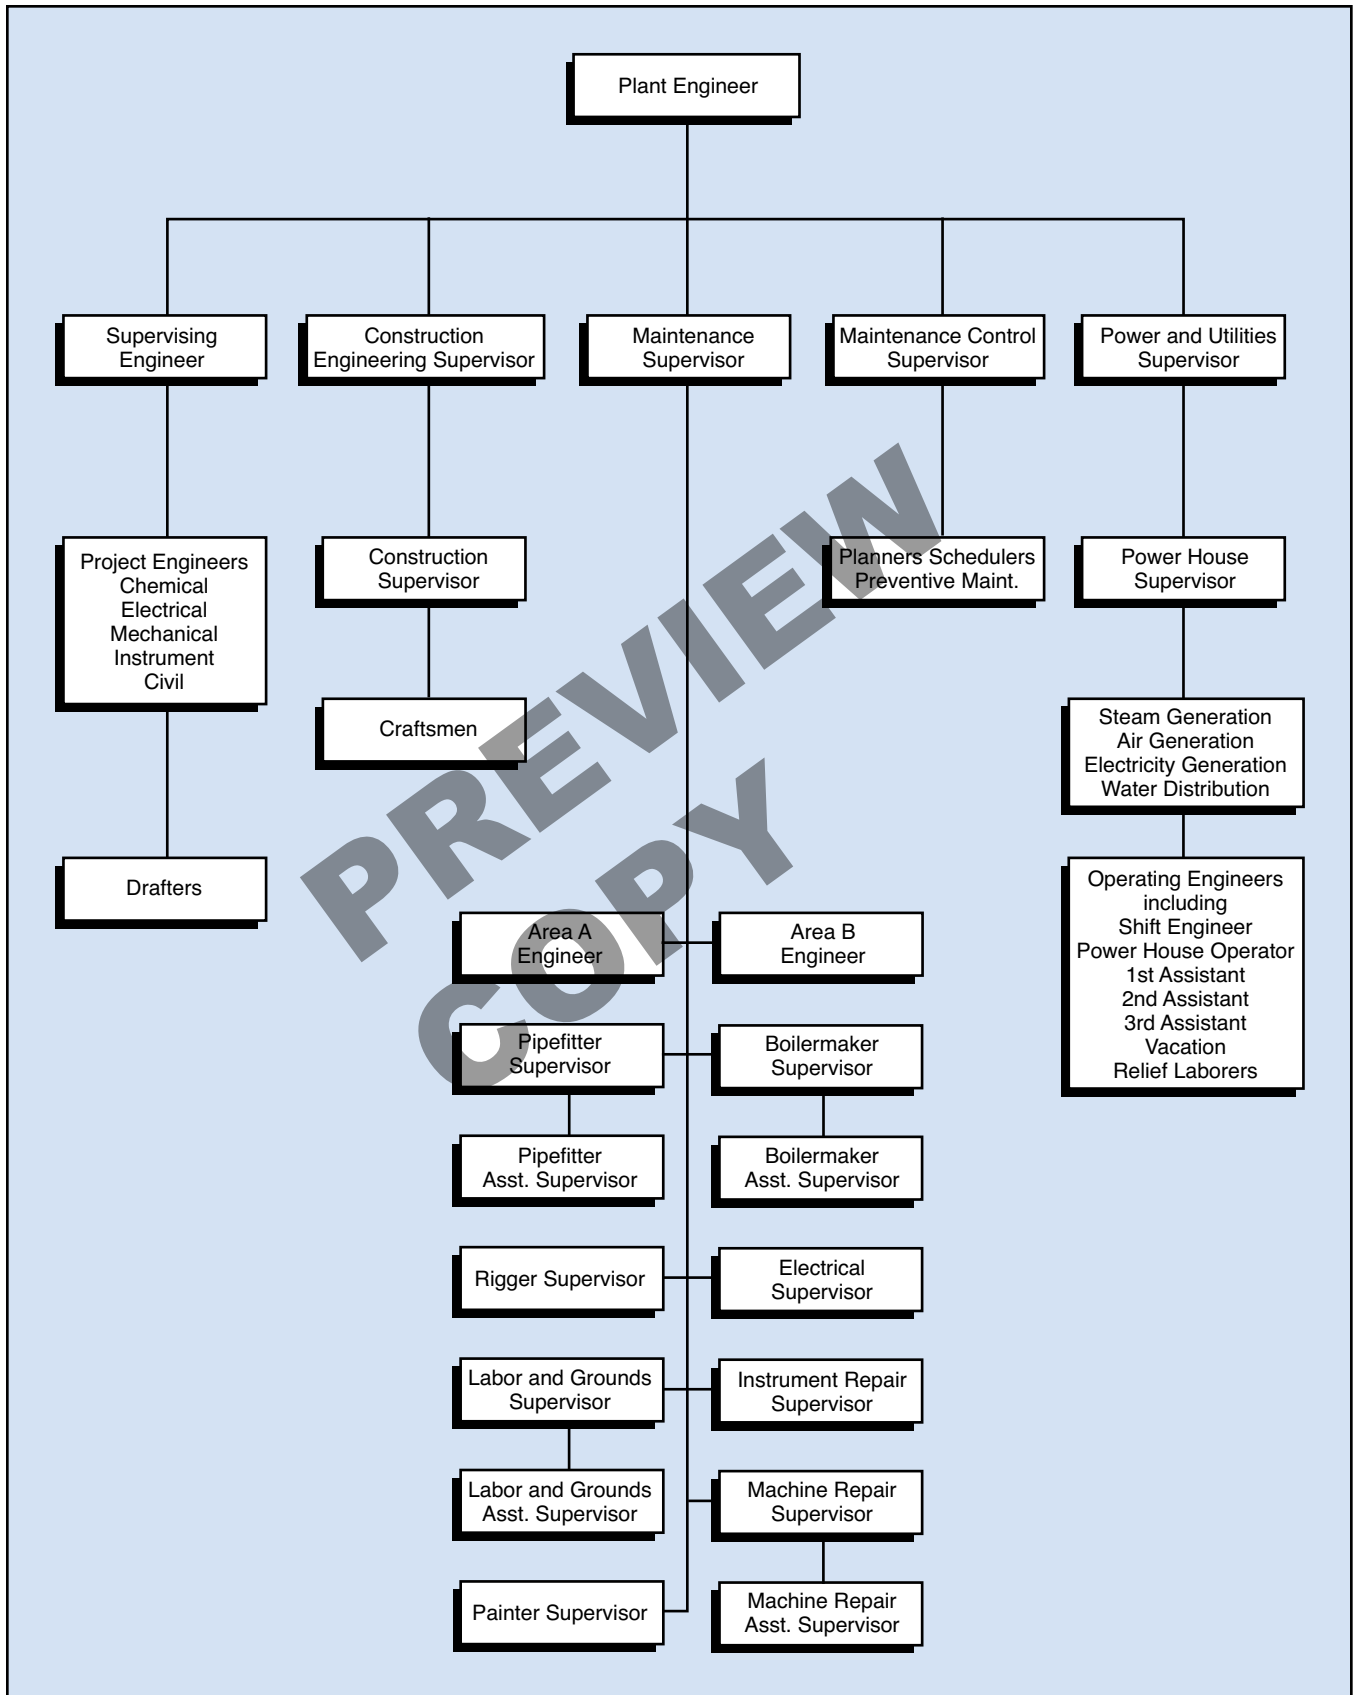 Plant Engineer
Supervising
Engineer
Construction
Engineering Supervisor
Maintenance
Supervisor
Maintenance Control
Supervisor
Power and Utilities
Supervisor
Project Engineers
Chemical
Electrical
Mechanical
Instrument
Civil
Construction
Supervisor
Planners Schedulers
Preventive Maint.
Power House
Supervisor
Craftsmen
Steam Generation
Air Generation
Electricity Generation
Water Distribution
Drafters
Operating Engineers
including
Shift Engineer
Power House Operator
1st Assistant
2nd Assistant
3rd Assistant
Vacation
Relief Laborers
Area A
Engineer
Area B
Engineer
Pipefitter
Supervisor
Boilermaker
Supervisor
Pipefitter
Asst. Supervisor
Boilermaker
Asst. Supervisor
Rigger Supervisor
Electrical
Supervisor
Labor and Grounds
Supervisor
Instrument Repair
Supervisor
Labor and Grounds
Asst. Supervisor
Machine Repair
Supervisor
Painter Supervisor
Machine Repair
Asst. Supervisor
PREVIEW
COPY